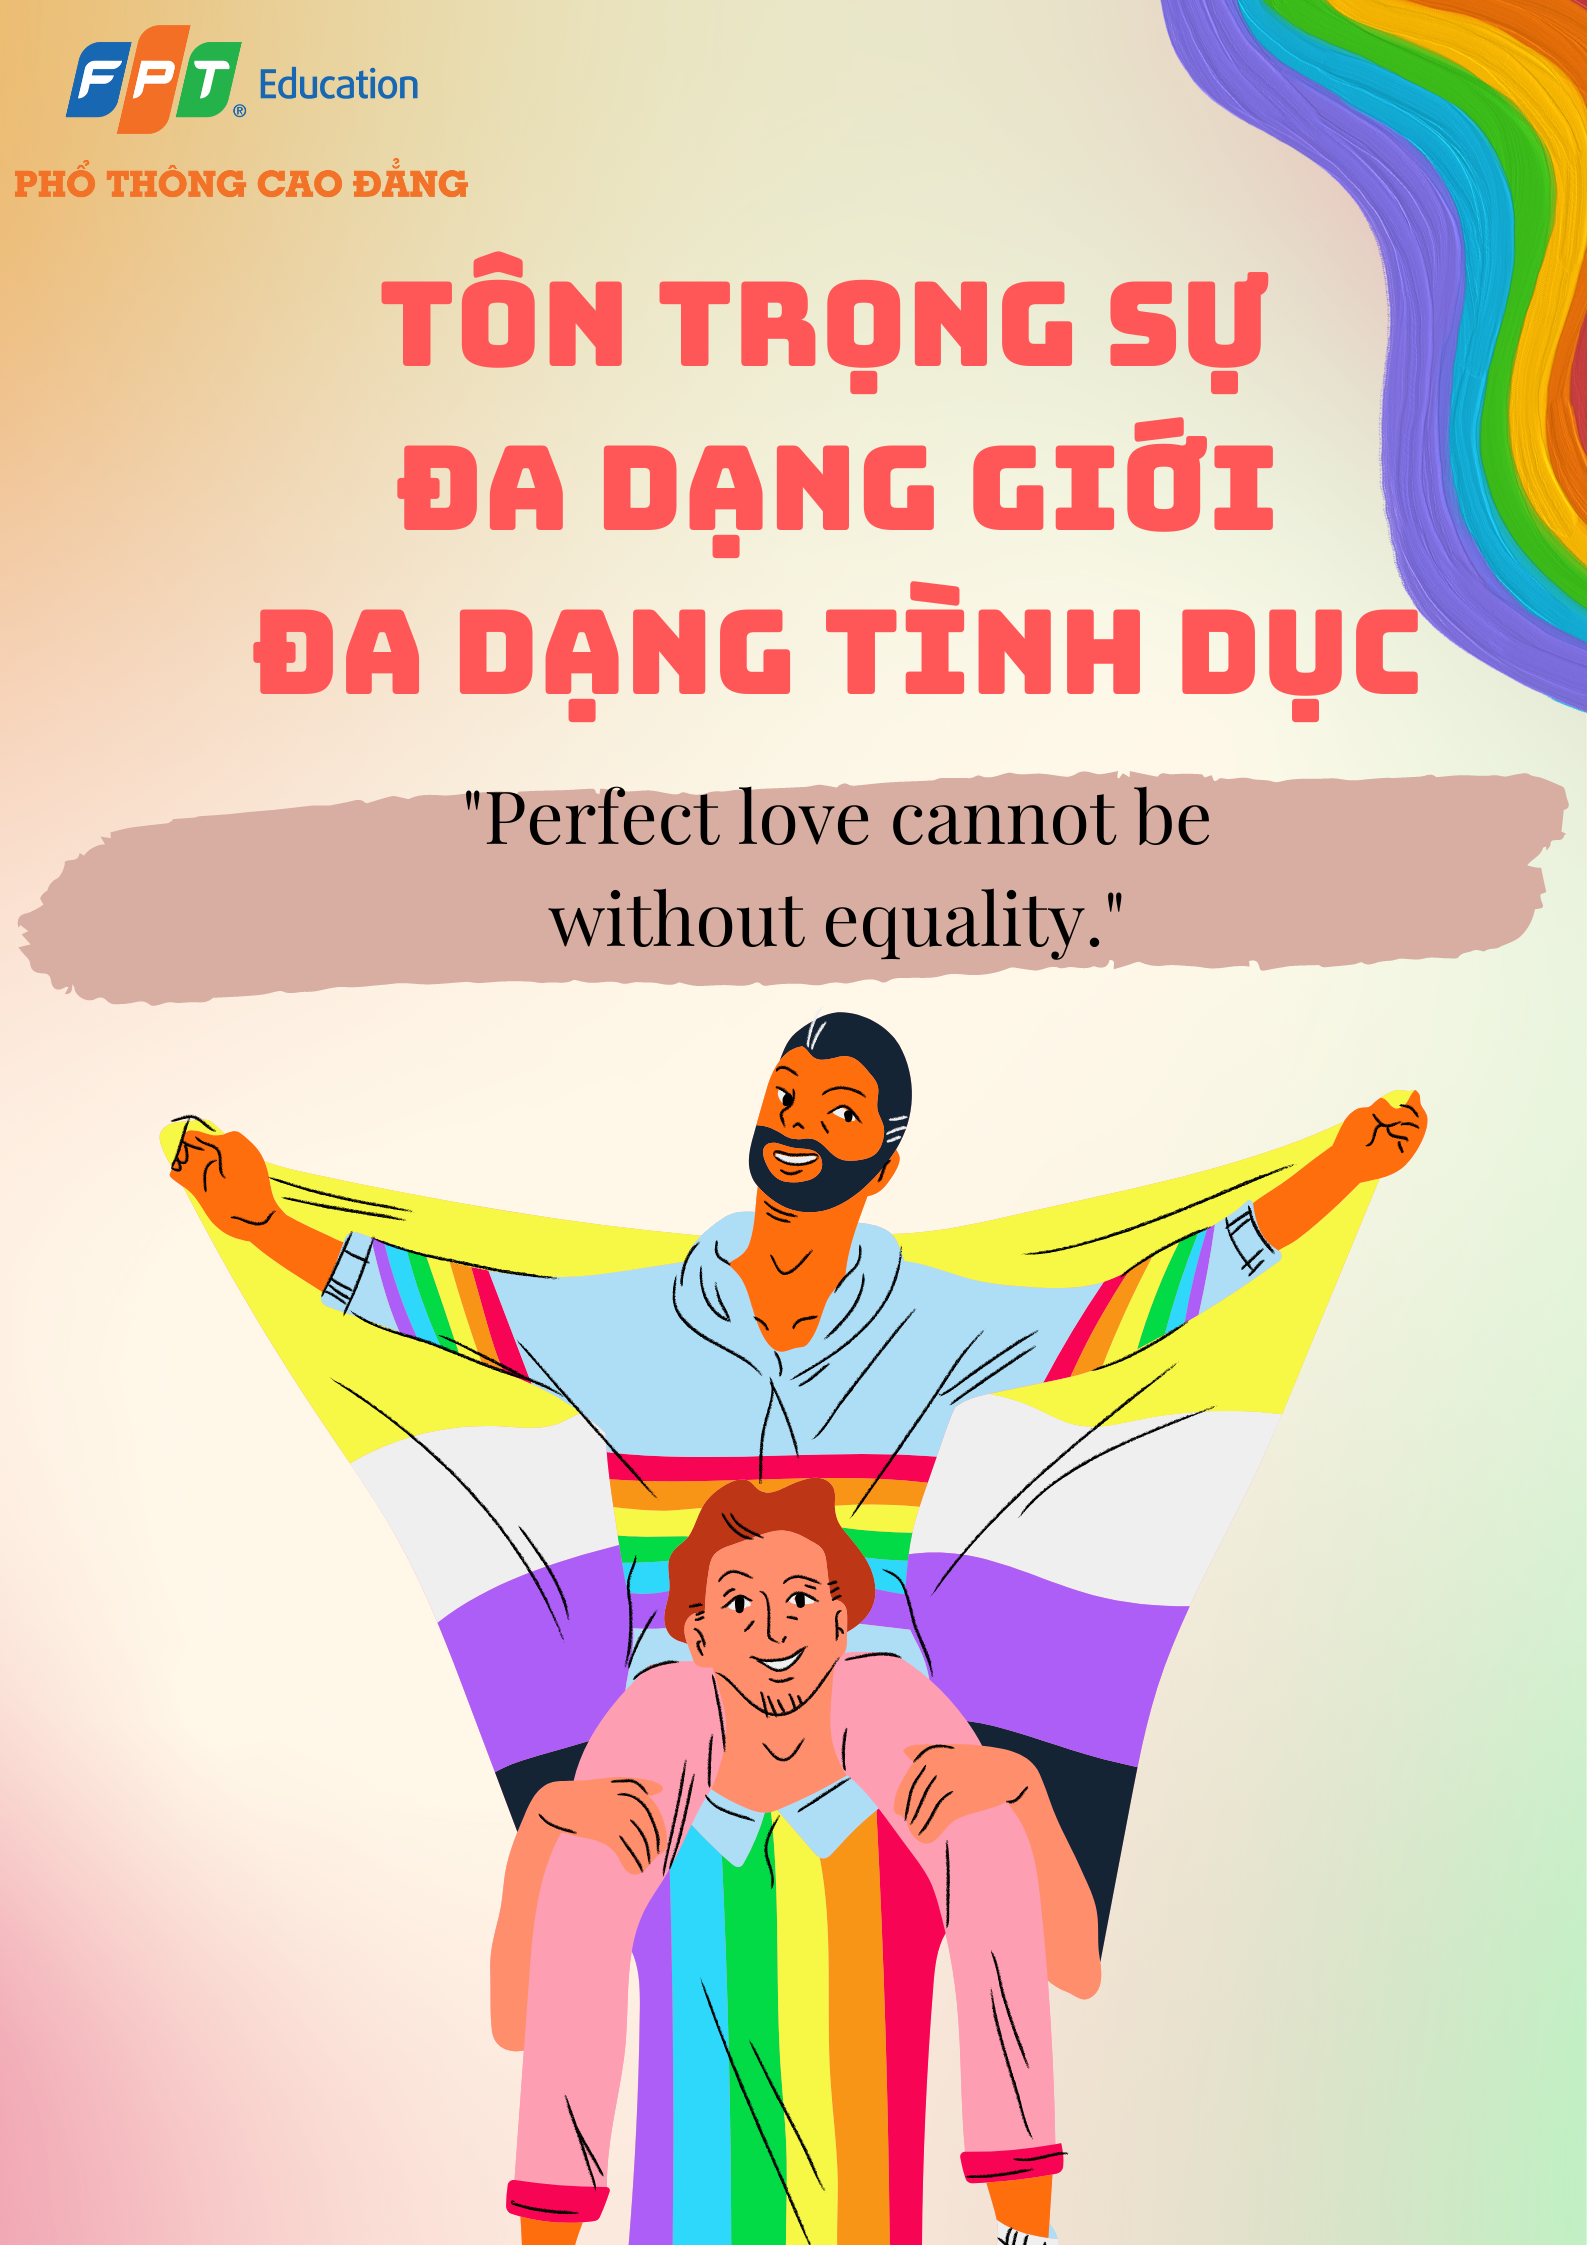 FPT® Education
PHỔ THÔNG CAO ĐẲNG
TÔN TRỌNG SỰ
ĐA DẠNG GIỚI
ĐA DẠNG TÌNH DỤC
"Perfect love cannot be
without equality."